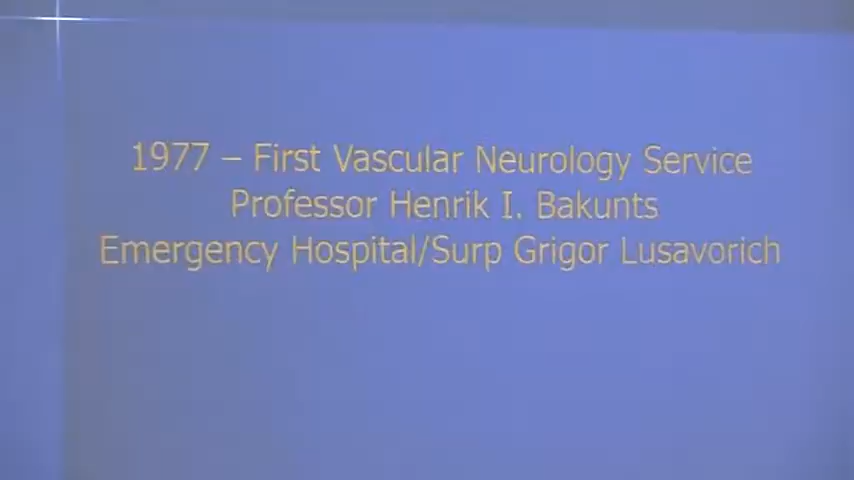 1977 – First Vascular Neurology Service
Professor Henrik I. Bakunts
Emergency Hospital/Surp Grigor Lusavorich